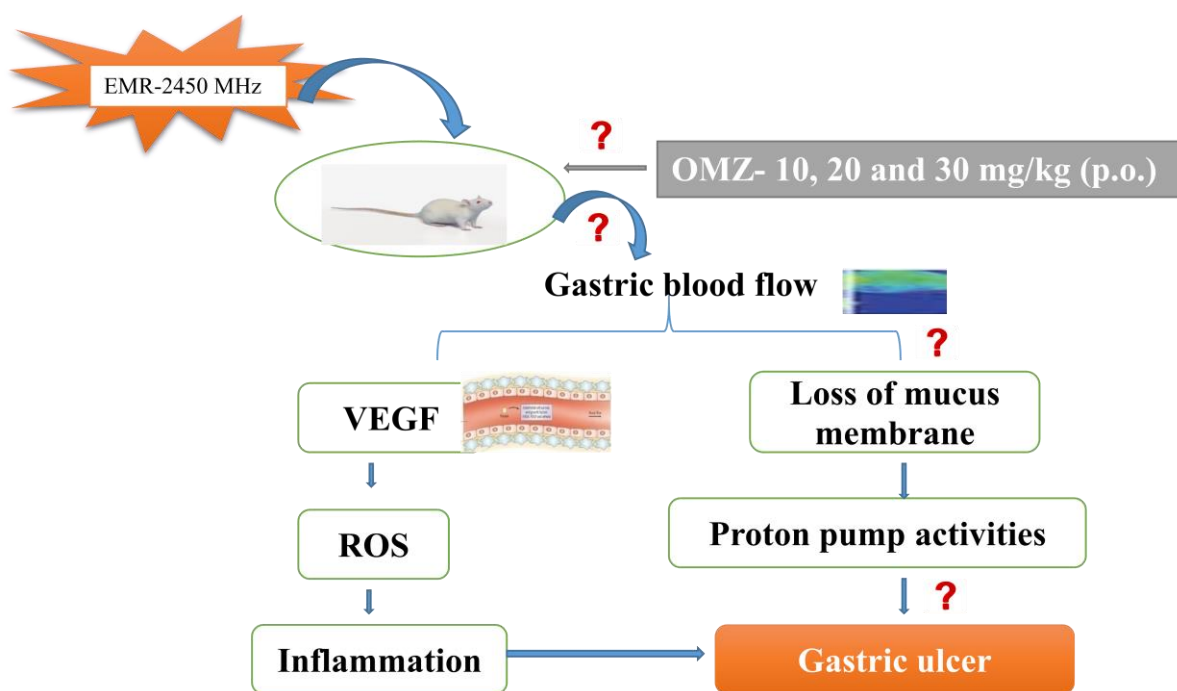 EMR-2450 MHz
?
OMZ- 10, 20 and 30 mg/kg (p.o.)
?
Gastric blood flow
?
VEGF
Loss of mucus
membrane
ROS
Proton pump activities
?
Inflammation
Gastric ulcer